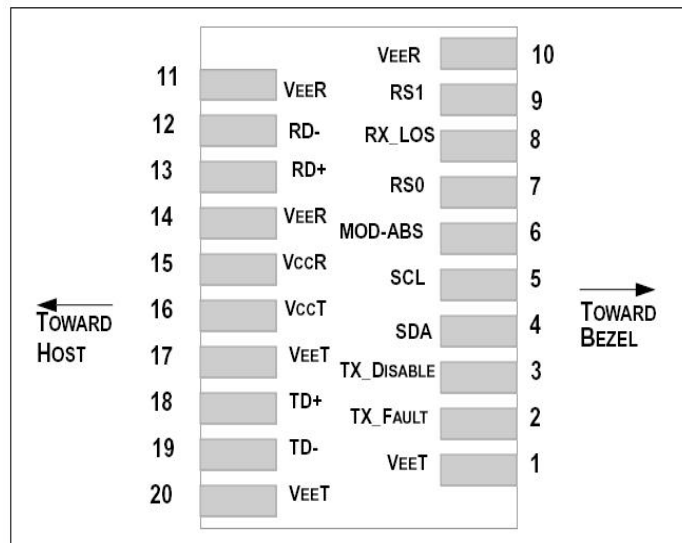 VEER 10
11 VEER
RS1 9
12 RD-
RX_LOS 8
13 RD+
RS0 7
14 VEER
MOD-ABS 6
15 VCCR
SCL 5
16 VCCT
TOWARD HOST
TOWARD BEZEL
SDA 4
17 VEET
TX_DISABLE 3
18 TD+
TX_FAULT 2
19 TD-
VEET 1
20 VEET